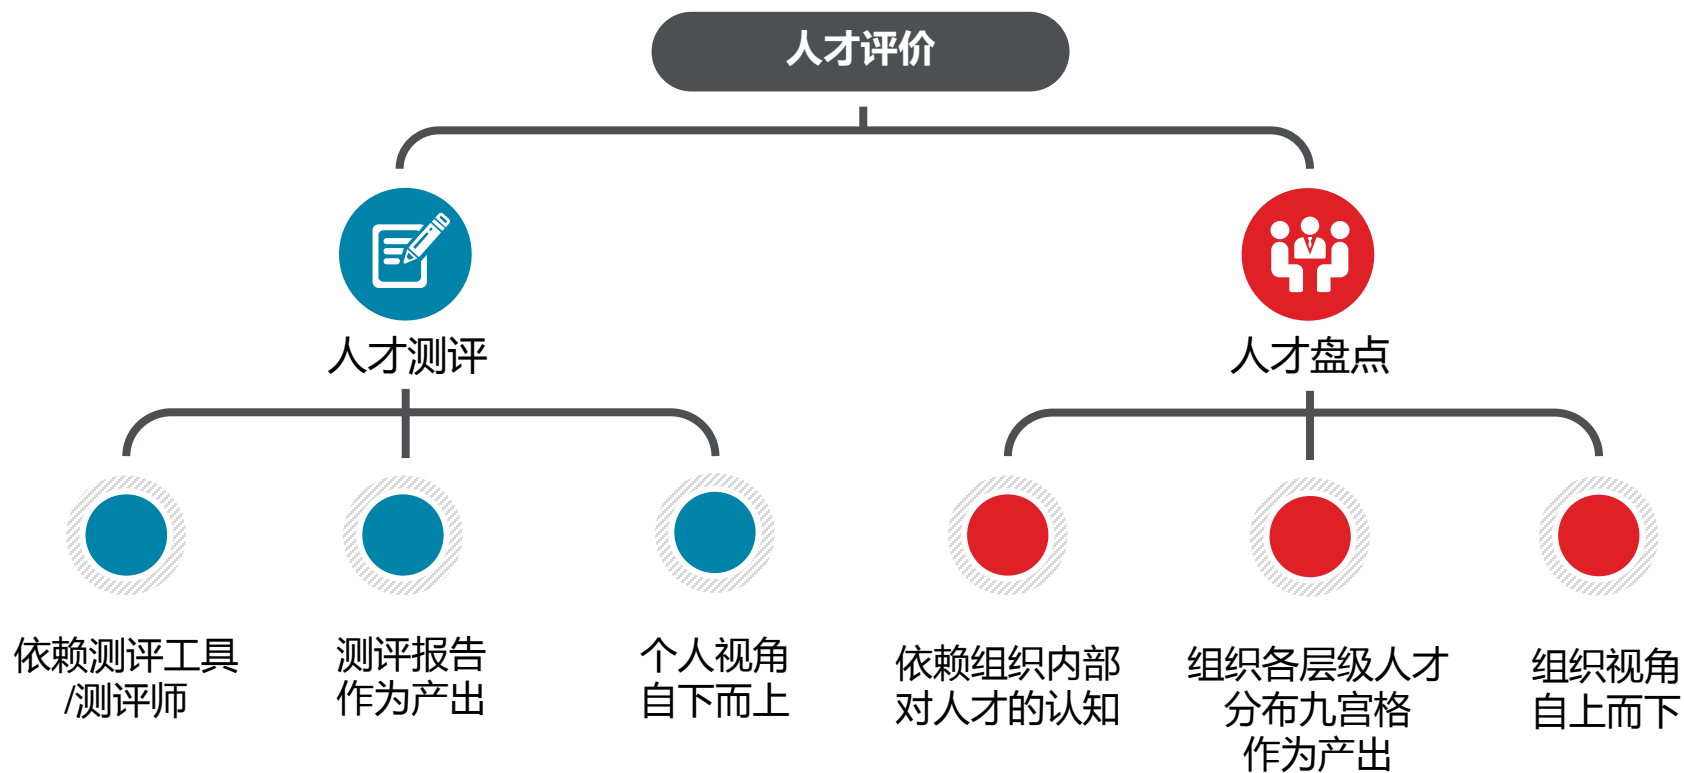 人才评价
人才测评
人才盘点
依赖测评工具
/测评师
测评报告
作为产出
个人视角
自下而上
依赖组织内部
对人才的认知
组织各层级人才
分布九宫格
作为产出
组织视角
自上而下